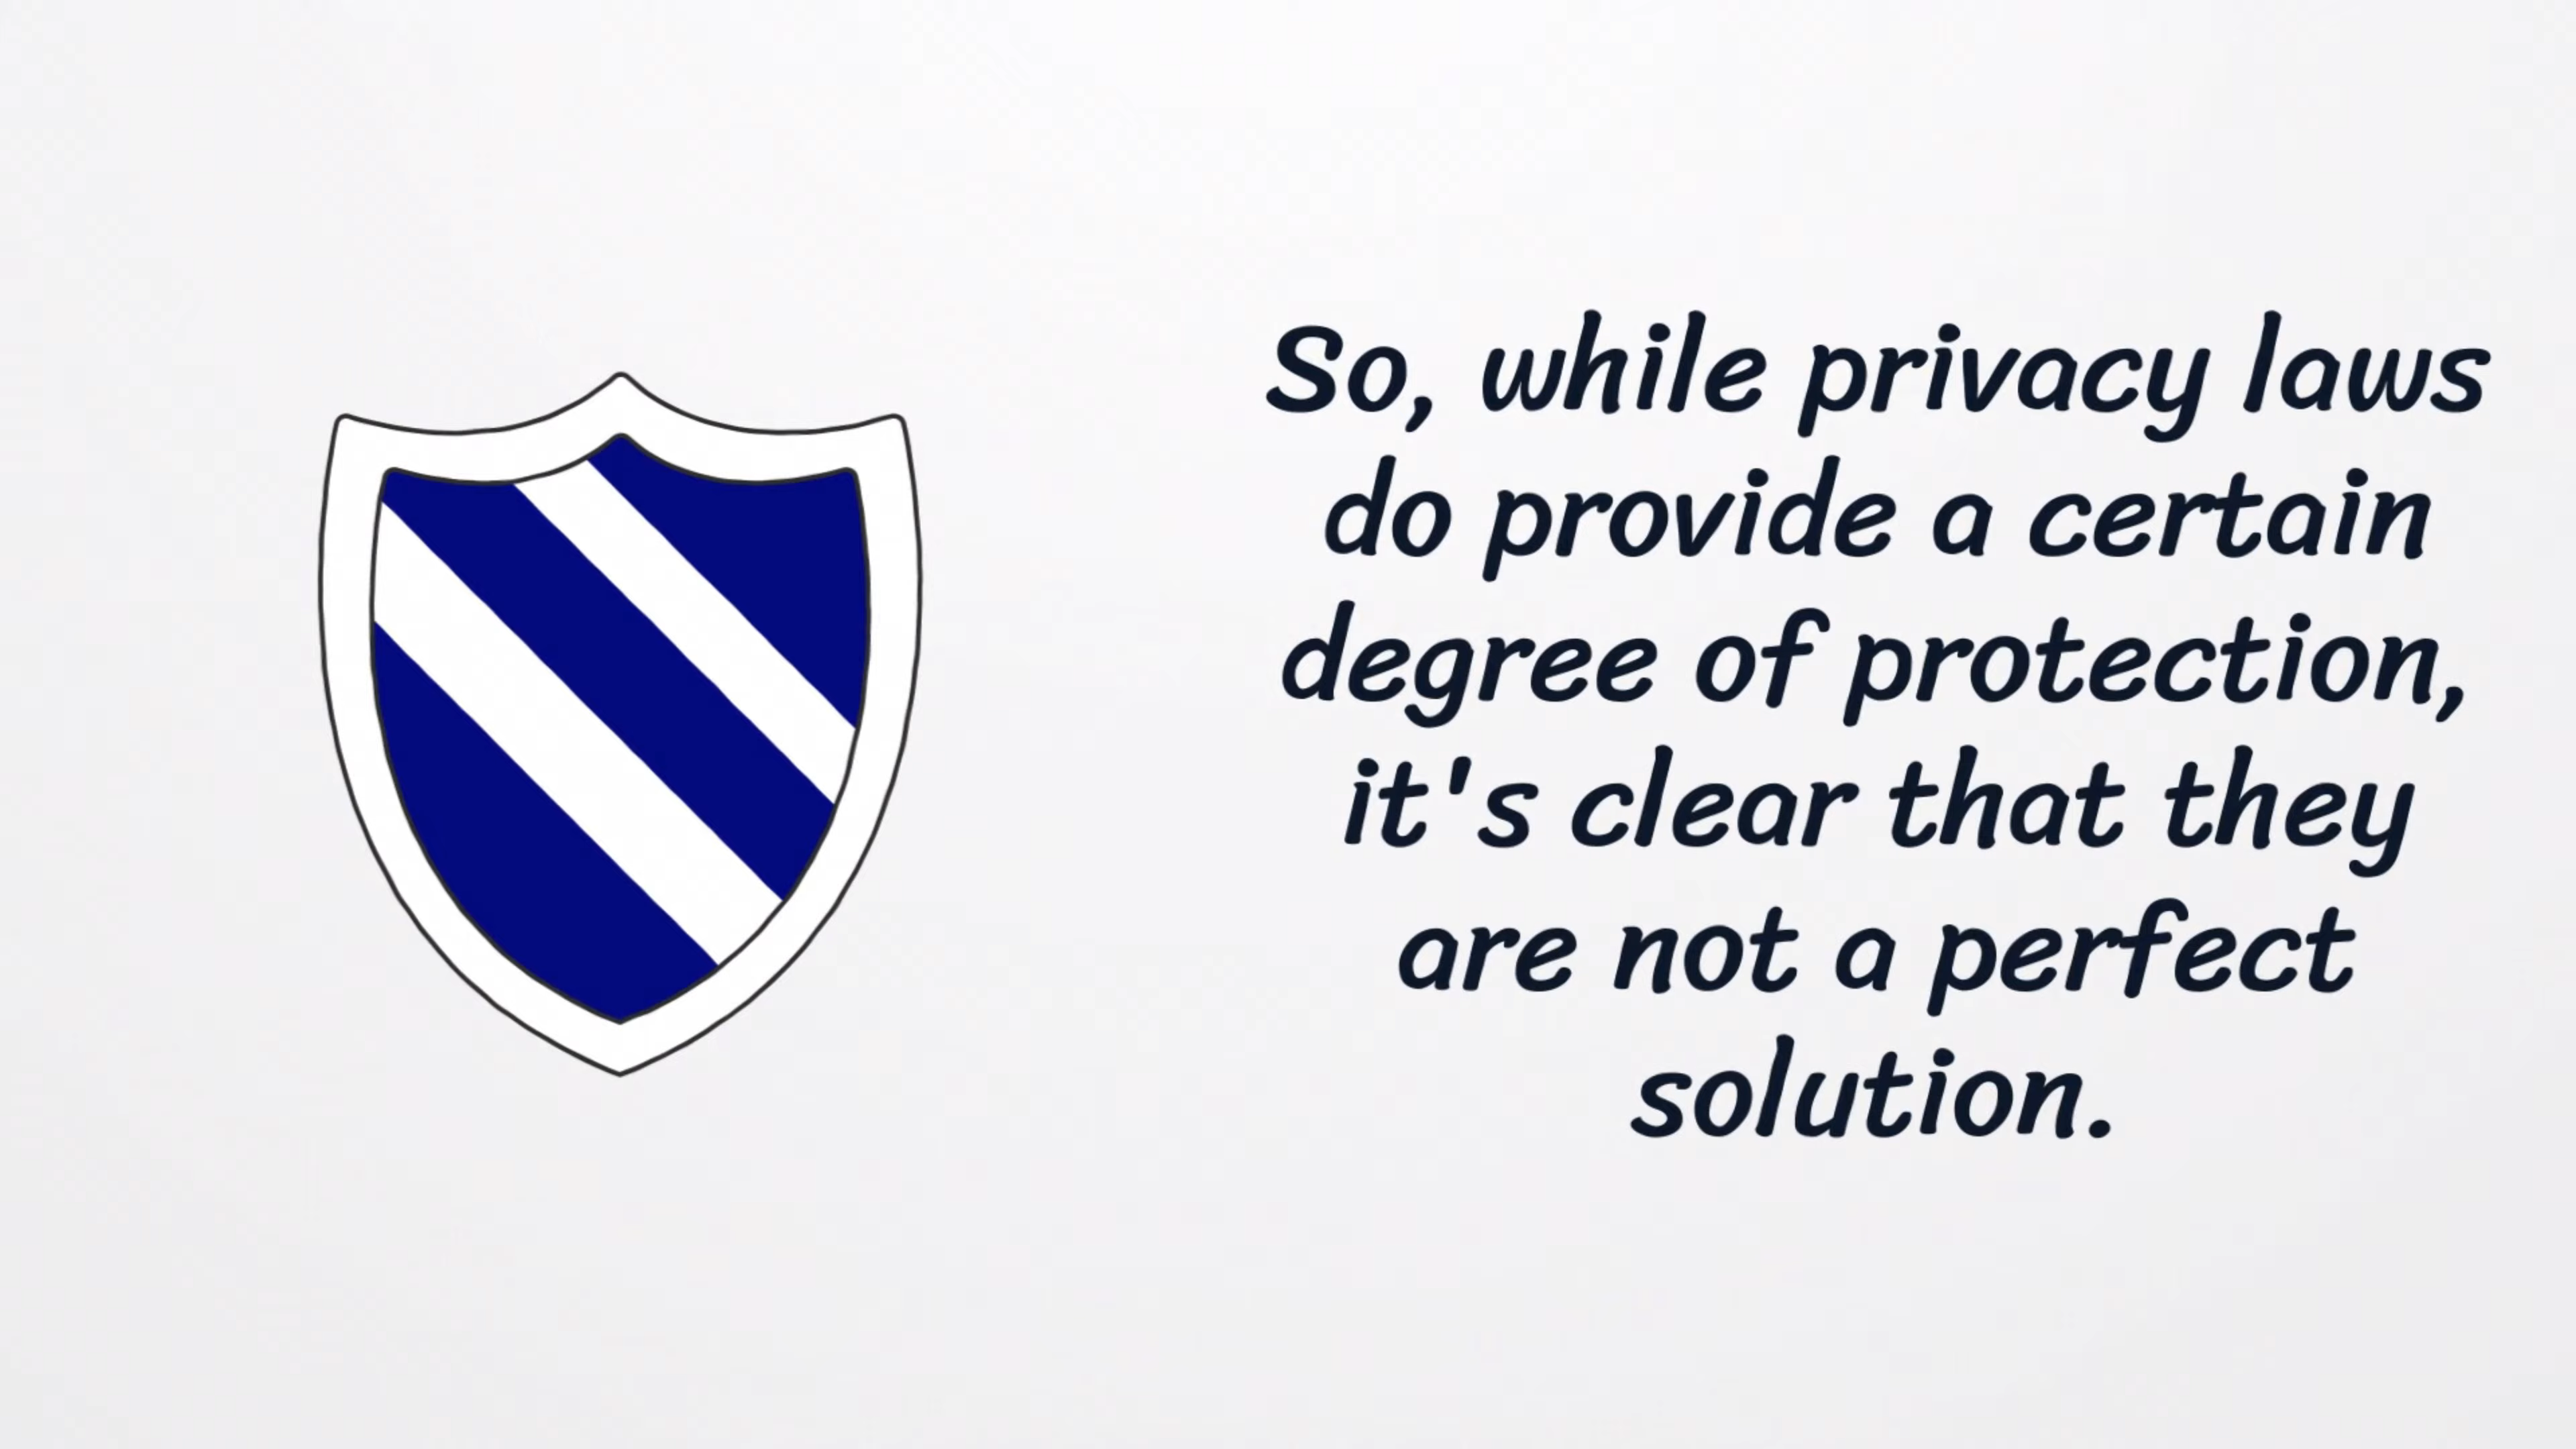 So, while privacy laws
do provide a certain
degree of protection,
it's clear that they
are not a perfect
solution.